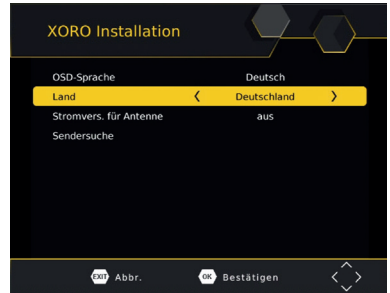 XORO Installation
OSD-Sprache Deutsch
Land Deutschland
Stromvers. für Antenne aus
Sendersuche
EXIT Abbr. OK Bestätigen